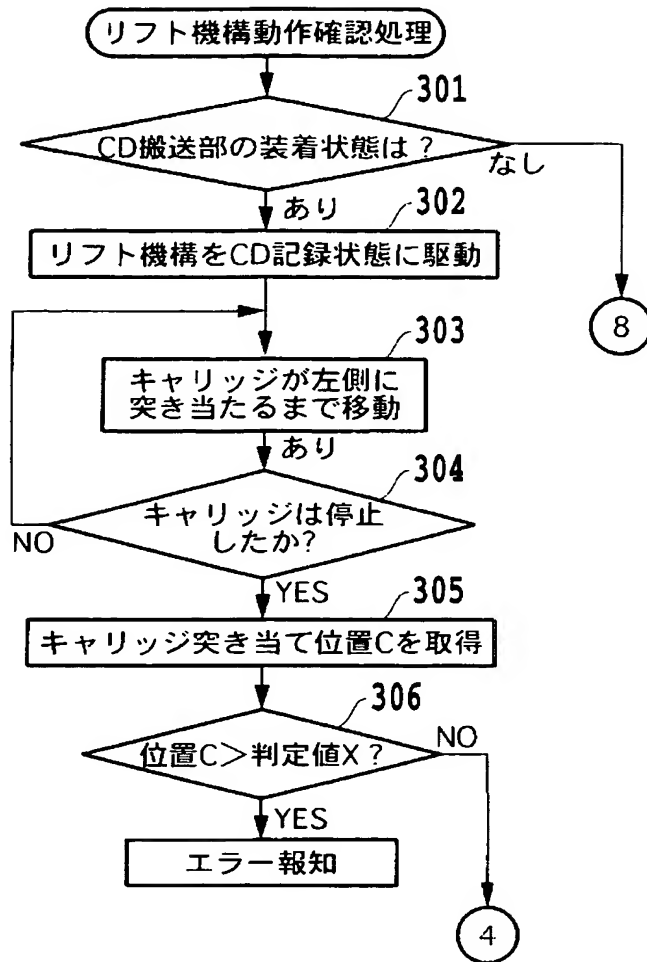 リフト機構動作確認処理
301
CD搬送部の装着状態は?
なし
あり
302
リフト機構をCD記録状態に駆動
8
303
キャリッジが左側に
突き当たるまで移動
あり
304
キャリッジは停止
したか?
NO
YES
305
キャリッジ突き当て位置Cを取得
306
位置C>判定値X?
NO
YES
エラー報知
4